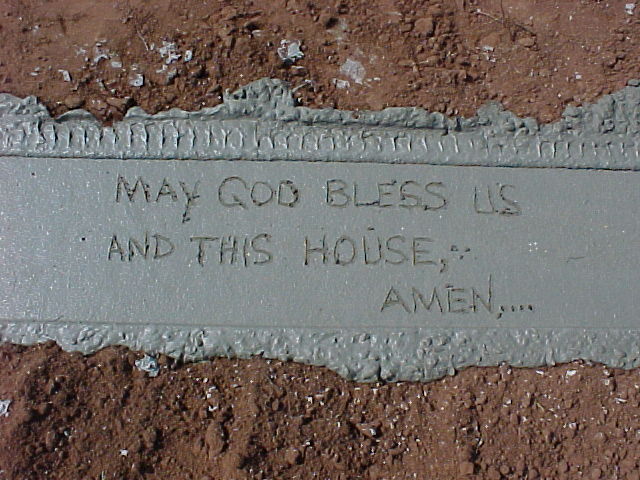 MAY GOD BLESS US
AND THIS HOUSE,..
AMEN,....